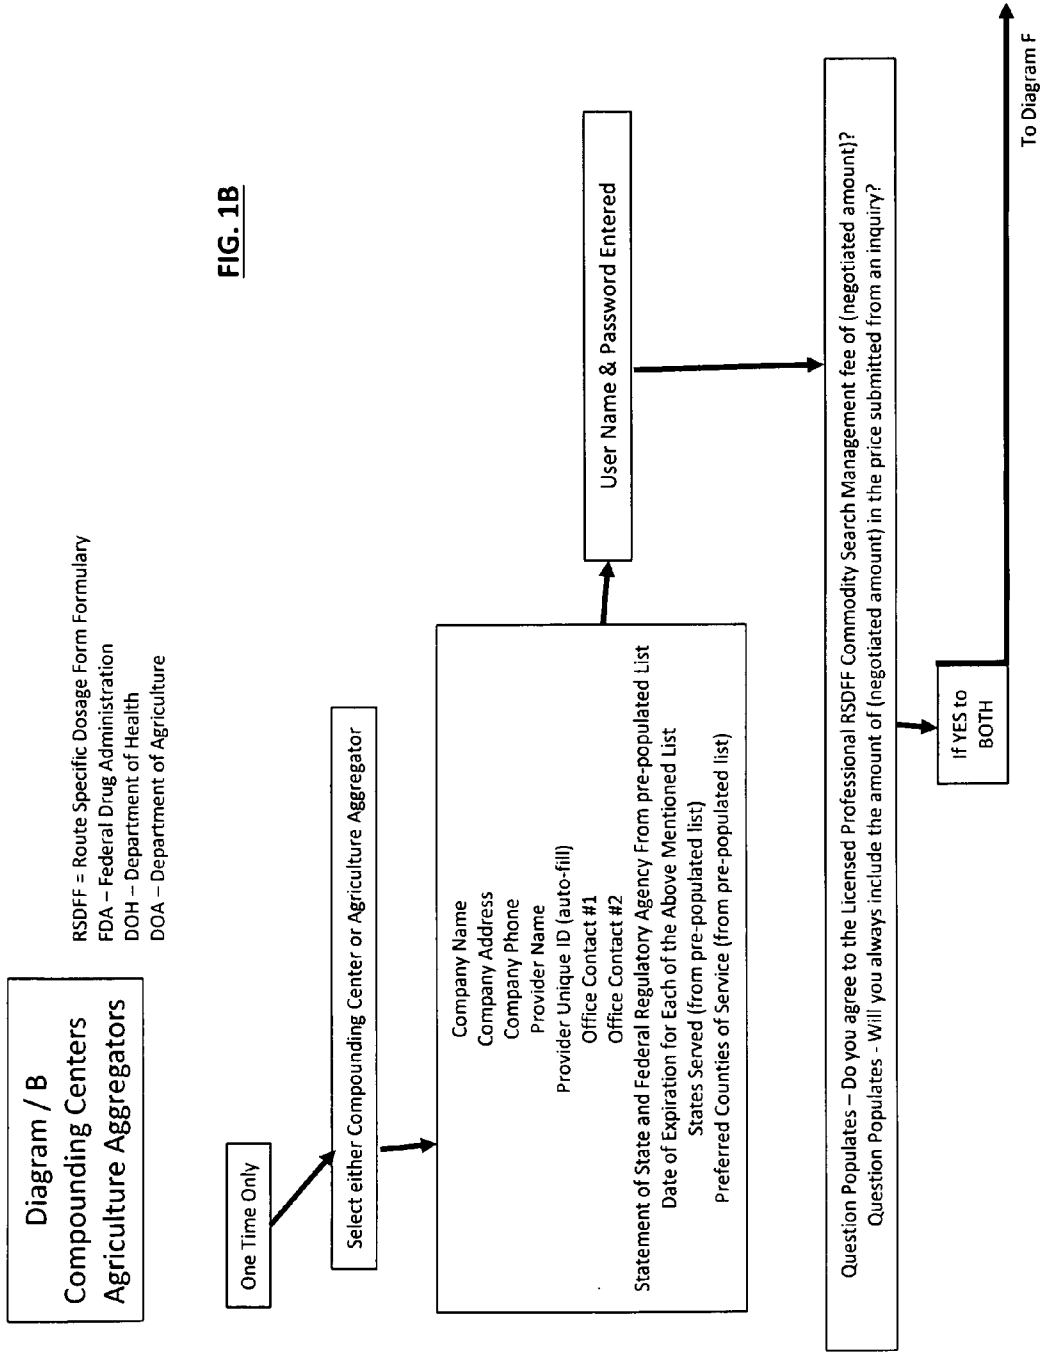 Diagram / B
Compounding Centers
Agriculture Aggregators
RSDFF = Route Specific Dosage Form Formulary
FDA – Federal Drug Administration
DOH – Department of Health
DOA – Department of Agriculture
FIG. 1B
One Time Only
Select either Compounding Center or Agriculture Aggregator
Company Name
Company Address
Company Phone
Provider Name
Provider Unique ID (auto-fill)
Office Contact #1
Office Contact #2
Statement of State and Federal Regulatory Agency From pre-populated List
Date of Expiration for Each of the Above Mentioned List
States Served (from pre-populated list)
Preferred Counties of Service (from pre-populated list)
User Name & Password Entered
Question Populates – Do you agree to the Licensed Professional RSDFF Commodity Search Management fee of (negotiated amount)?
Question Populates - Will you always include the amount of (negotiated amount) in the price submitted from an inquiry?
If YES to
BOTH
To Diagram F